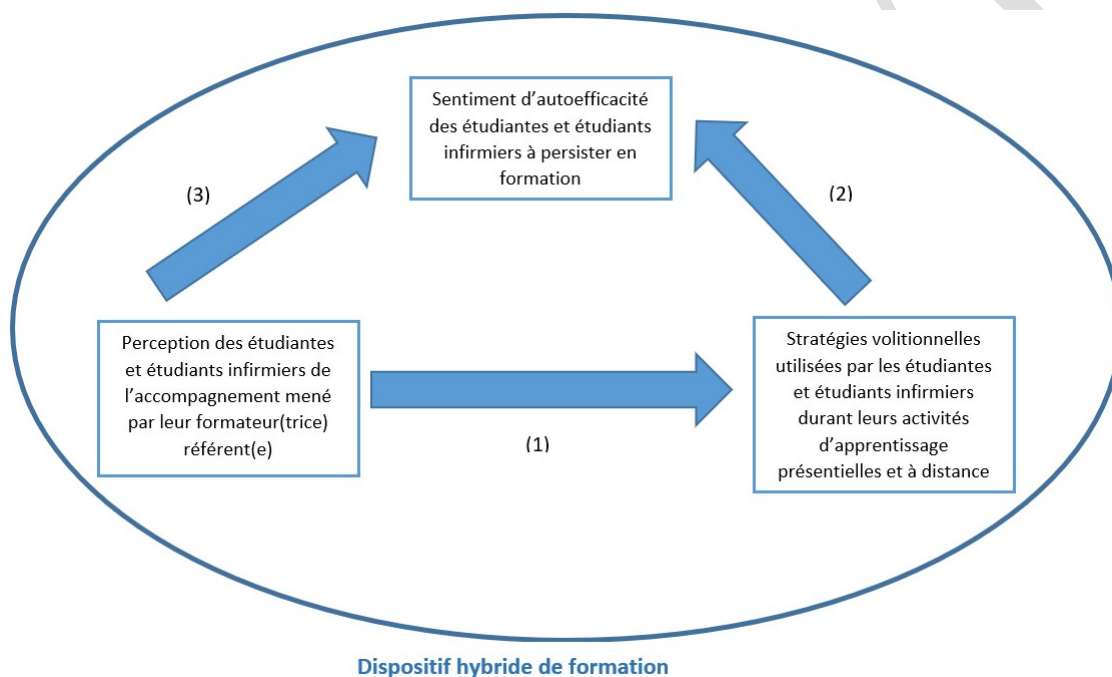 Sentiment d'autoefficacité
des étudiantes et étudiants
infirmiers à persister en
formation
(3)
(2)
Perception des étudiantes
et étudiants infirmiers de
l'accompagnement mené
par leur formateur(trice)
référent(e)
(1)
Stratégies volitionnelles
utilisées par les étudiantes
et étudiants infirmiers
durant leurs activités
d'apprentissage
présentielles et à distance
Dispositif hybride de formation